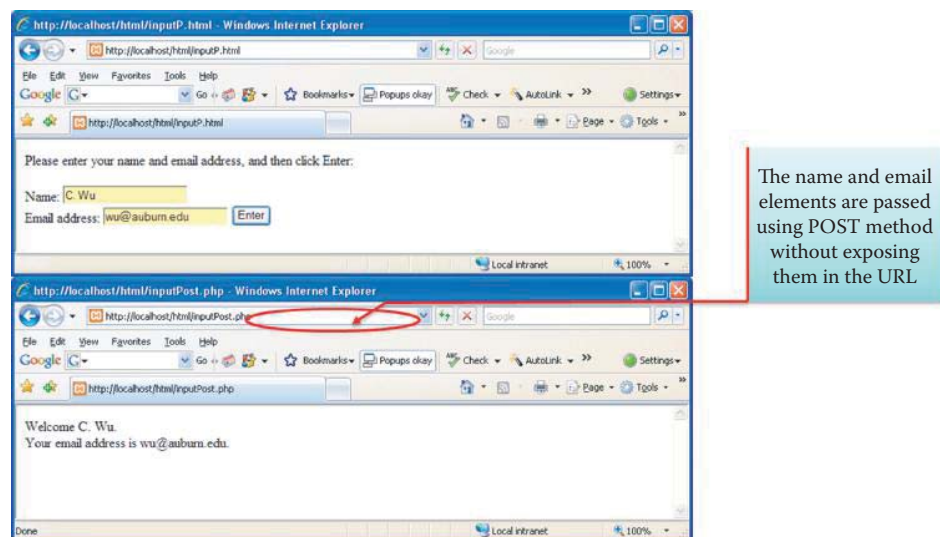 http://localhost/html/inputP.html - Windows Internet Explorer
http://localhost/html/inputP.html
Google
File Edit View Favorites Tools Help
Google G Go Bookmarks Popups okay Check AutoLink » Settings
http://localhost/html/inputP.html Page Tools »
Please enter your name and email address, and then click Enter:
Name: C. Wu
Email address: wu@auburn.edu Enter
Local intranet 100%
The name and email
elements are passed
using POST method
without exposing
them in the URL
http://localhost/html/inputPost.php - Windows Internet Explorer
http://localhost/html/inputPost.php
Google
File Edit View Favorites Tools Help
Google G Go Bookmarks Popups okay Check AutoLink » Settings
http://localhost/html/inputPost.php Page Tools »
Welcome C. Wu.
Your email address is wu@auburn.edu.
Done Local intranet 100%